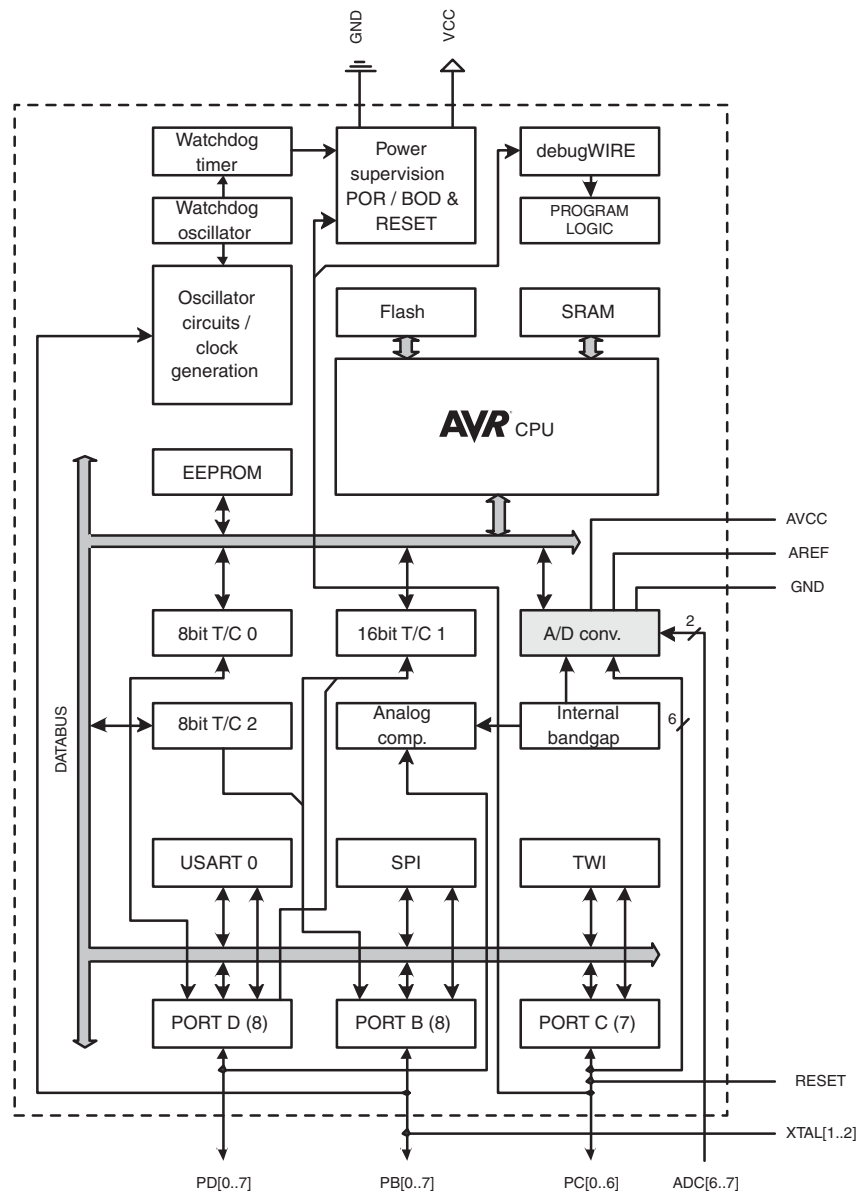 GND
VCC
Watchdog
timer
Power
supervision
POR / BOD &
RESET
debugWIRE
Watchdog
oscillator
PROGRAM
LOGIC
Oscillator
circuits /
clock
generation
Flash
SRAM
AVR CPU
EEPROM
AVCC
AREF
GND
8bit T/C 0
16bit T/C 1
A/D conv.
2
DATABUS
8bit T/C 2
Analog
comp.
Internal
bandgap
6
USART 0
SPI
TWI
PORT D (8)
PORT B (8)
PORT C (7)
RESET
XTAL[1..2]
PD[0..7]
PB[0..7]
PC[0..6]
ADC[6..7]